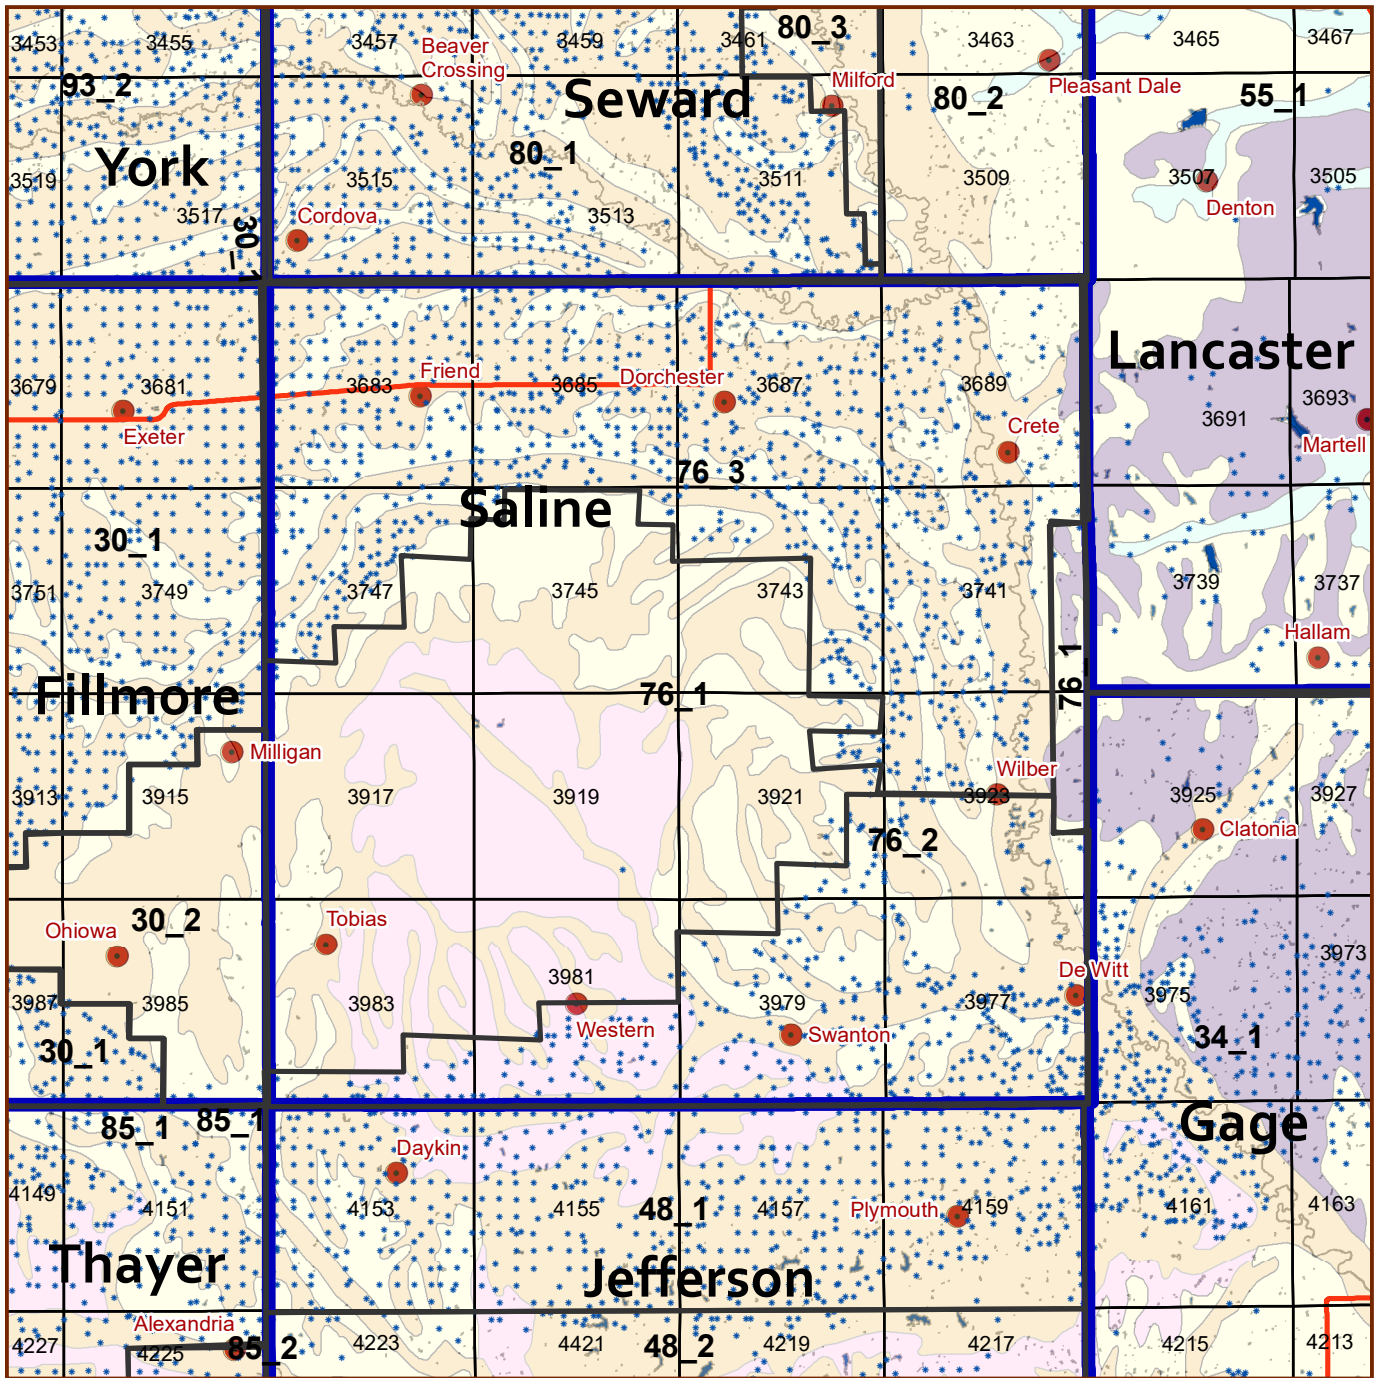 3453
3455
3457
Beaver
Crossing
3459
3461
80_3
3463
3465
3467
93_2
Seward
Milford
80_2
Pleasant Dale
55_1
York
80_1
3519
3515
3511
3509
3507
3505
3517
Cordova
3513
Denton
30_1
3679
3681
3683
Friend
3685
Dorchester
3687
3689
Lancaster
3691
3693
Exeter
Crete
Martell
76_3
Saline
30_1
3751
3749
3747
3745
3743
3741
3739
3737
Hallam
76_1
Fillmore
76_1
Milligan
3913
3915
3917
3919
3921
Wilber
3923
3925
3927
Clatonia
76_2
Ohiowa
30_2
Tobias
3973
De Witt
3987
3985
3983
3981
Western
3979
3977
3975
Swanton
30_1
34_1
85_1
85_1
Gage
Daykin
4149
4151
4153
4155
48_1
4157
Plymouth
4159
4161
4163
Thayer
Jefferson
Alexandria
4227
4225
85_2
4223
4421
48_2
4219
4217
4215
4213